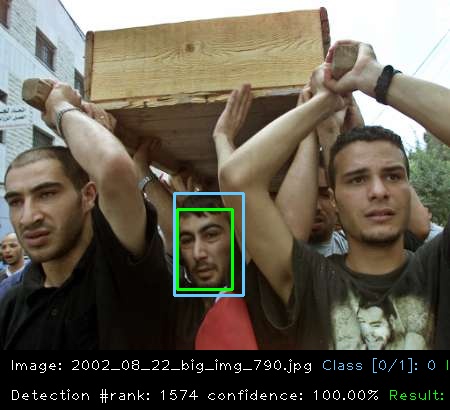 Image: 2002_08_22_big_img_790.jpg Class [0/1]: 0
Detection #rank: 1574 confidence: 100.00% Result: